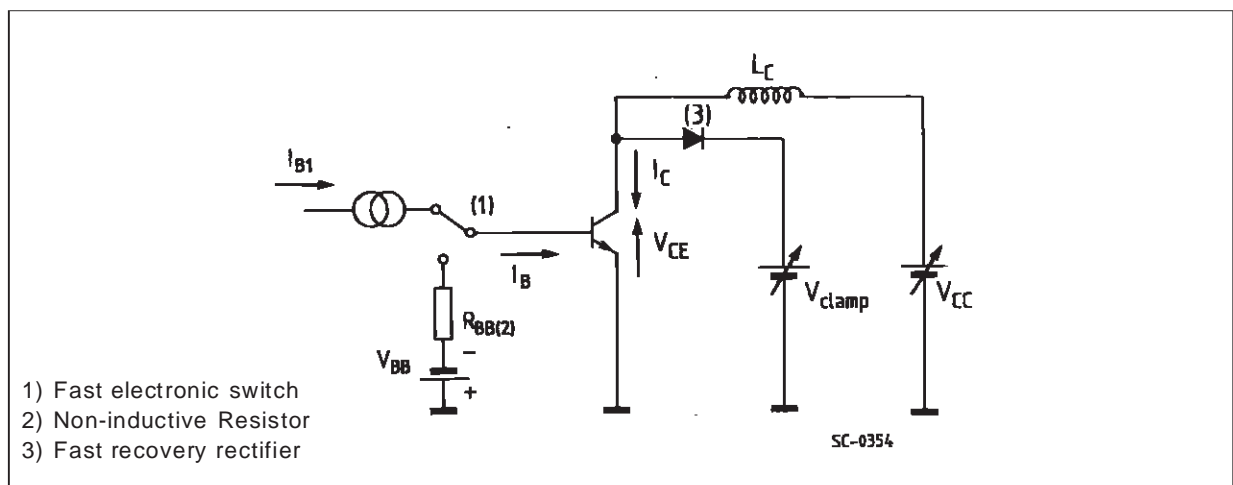 L_C
(3)
I_B1
(1)
I_C
V_CE
I_B
V_clamp
V_CC
R_BB(2)
V_BB
-
+
1) Fast electronic switch
2) Non-inductive Resistor
3) Fast recovery rectifier
SC-0354